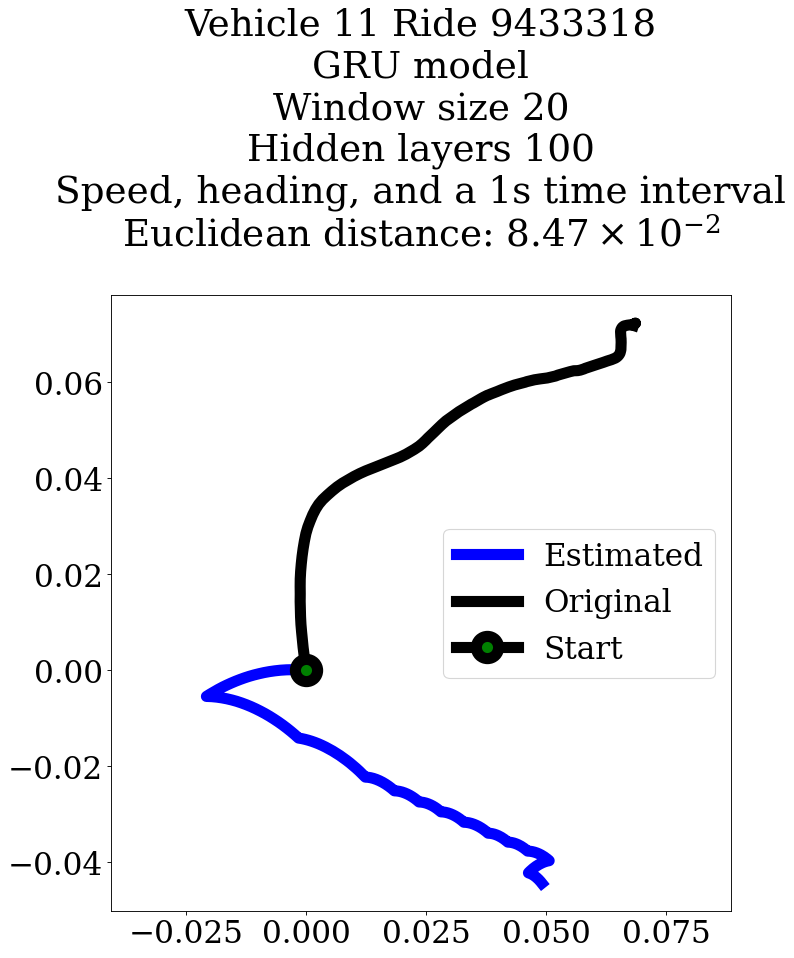 Vehicle 11 Ride 9433318
GRU model
Window size 20
Hidden layers 100
Speed, heading, and a 1s time interval
Euclidean distance: 8.47 × 10⁻²
0.06
0.04
0.02
0.00
−0.02
−0.04
Estimated
Original
Start
−0.025 0.000 0.025 0.050 0.075